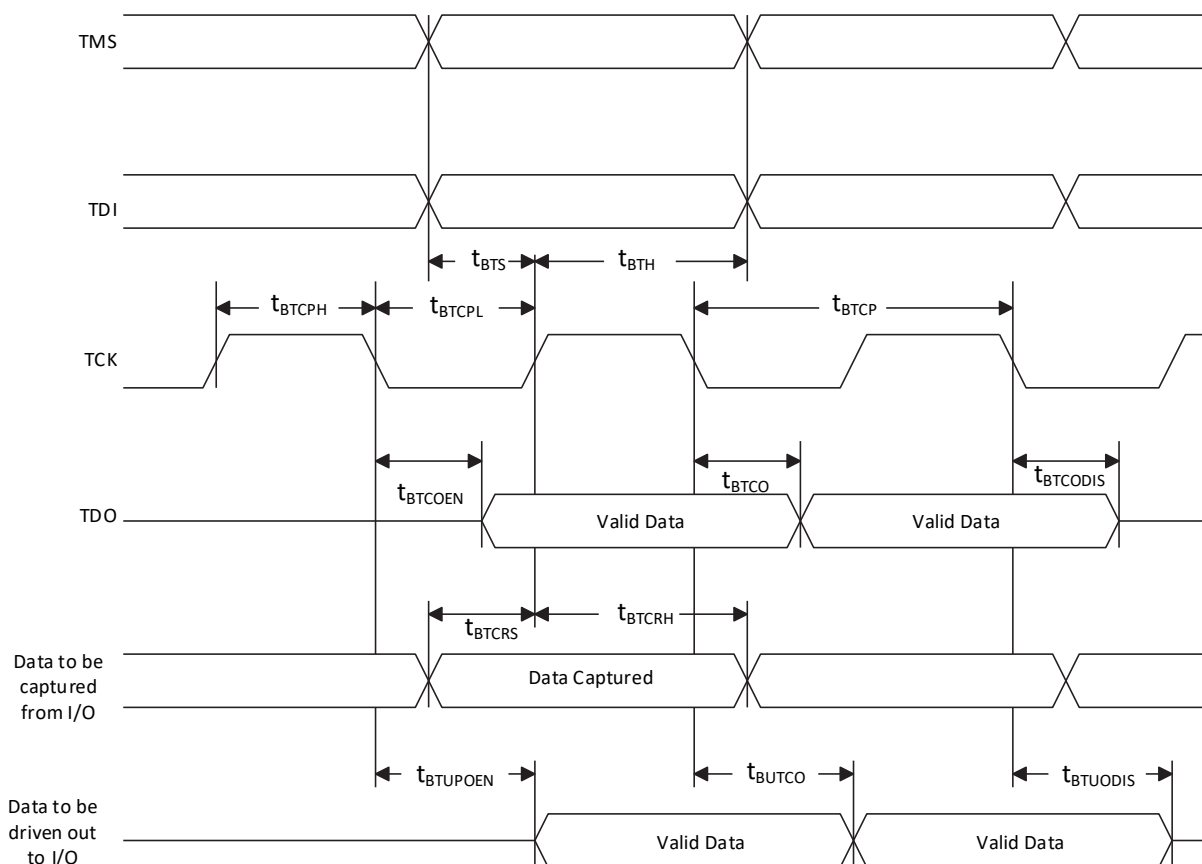 TMS
TDI
tBTS
tBTH
tBTCPH
tBTCPL
tBTCP
TCK
tBTCOEN
tBTCO
tBTCODIS
TDO
Valid Data
Valid Data
tBTCRS
tBTCRH
Data to be
captured
from I/O
Data Captured
tBTUPOEN
tBUTCO
tBTUODIS
Data to be
driven out
to I/O
Valid Data
Valid Data